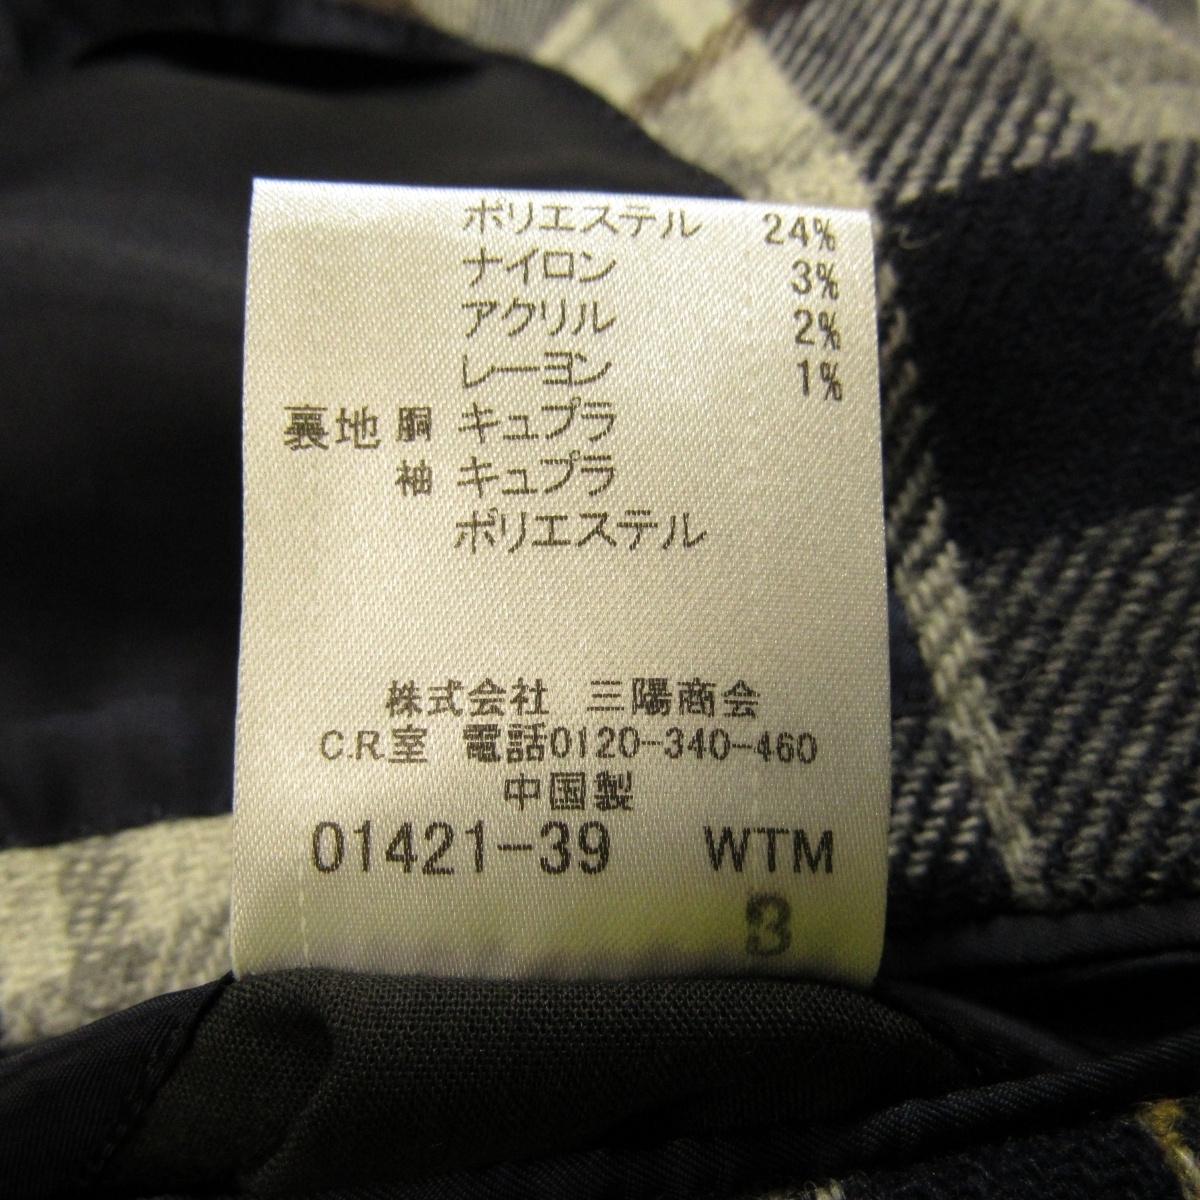 ポリエステル 24%
ナイロン 3%
アクリル 2%
レーヨン 1%
裏地 胴 キュプラ
袖 キュプラ
ポリエステル
株式会社 三陽商会
C.R.室 電話0120-340-460
中国製
01421-39 WTM
3